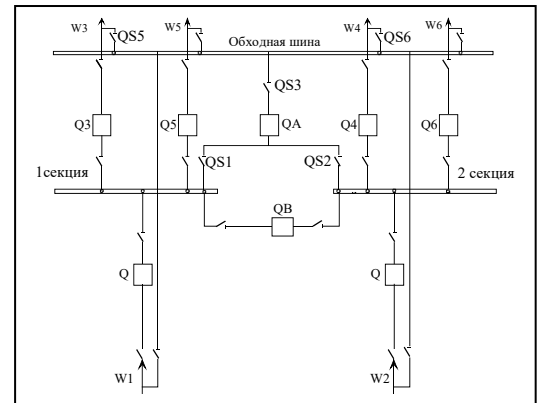 W3
W5
W4
W6
QS5
QS6
Обходная шина
QS3
Q3
Q5
QA
Q4
Q6
QS1
QS2
1секция
2 секция
QB
Q
Q
W1
W2